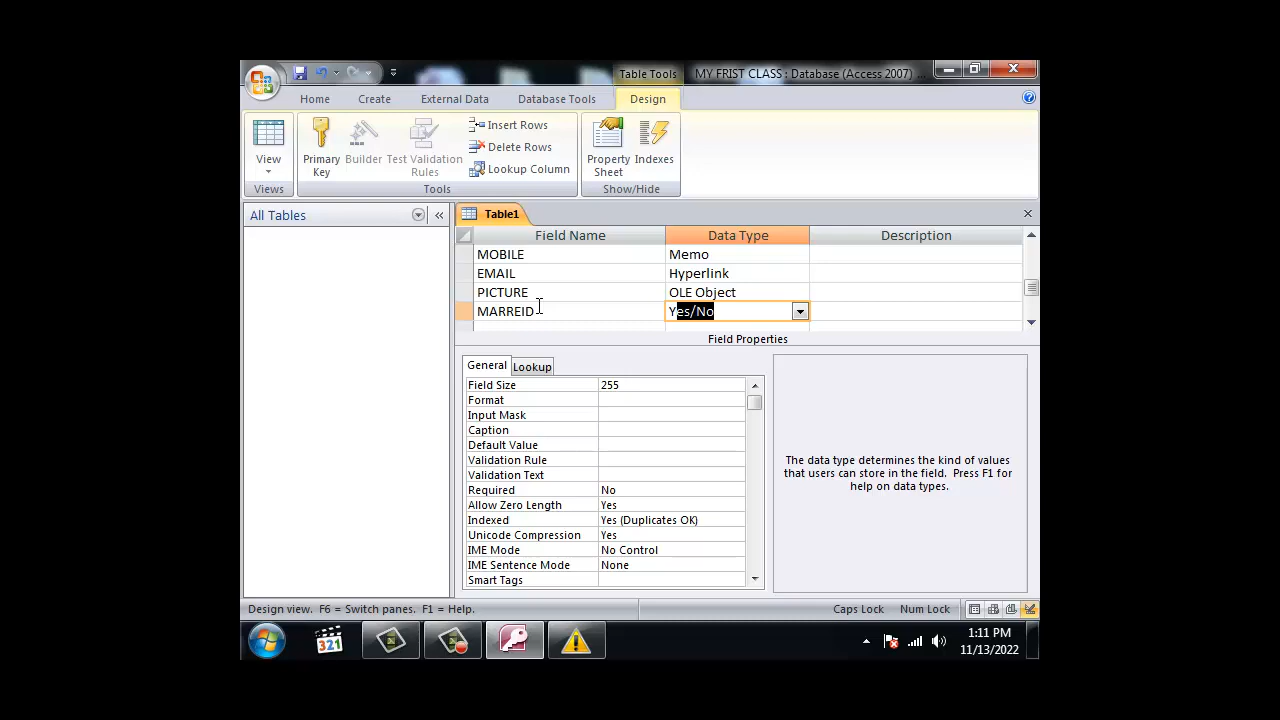 Table Tools
MY FRIST CLASS : Database (Access 2007) ...
Home
Create
External Data
Database Tools
Design
View
Primary
Key
Builder
Test Validation
Rules
Insert Rows
Delete Rows
Lookup Column
Property
Sheet
Indexes
Views
Tools
Show/Hide
All Tables
Table1
Field Name
Data Type
Description
MOBILE
Memo
EMAIL
Hyperlink
PICTURE
OLE Object
MARREID
Yes/No
Field Properties
General
Lookup
Field Size
255
Format
Input Mask
Caption
Default Value
Validation Rule
Validation Text
Required
No
Allow Zero Length
Yes
Indexed
Yes (Duplicates OK)
Unicode Compression
Yes
IME Mode
No Control
IME Sentence Mode
None
Smart Tags
The data type determines the kind of values
that users can store in the field. Press F1 for
help on data types.
Design view. F6 = Switch panes. F1 = Help.
Caps Lock
Num Lock
321
1:11 PM
11/13/2022